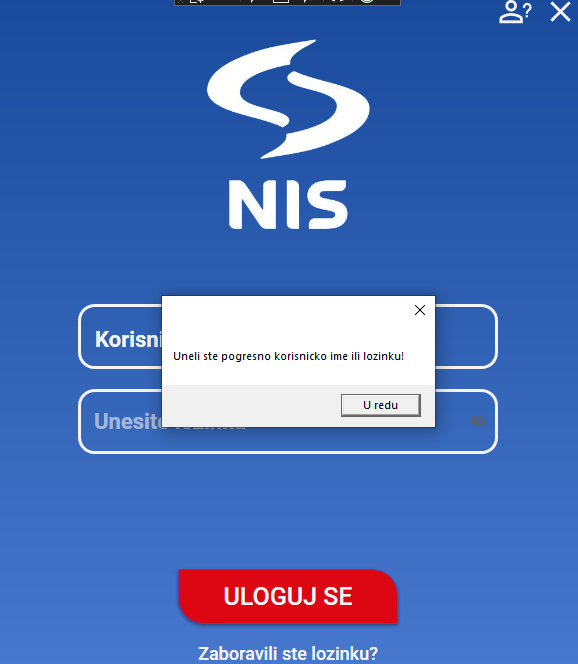 NIS
Korisni
Uneli ste pogresno korisnicko ime ili lozinku!
U redu
Unesite
ULOGUJ SE
Zaboravili ste lozinku?